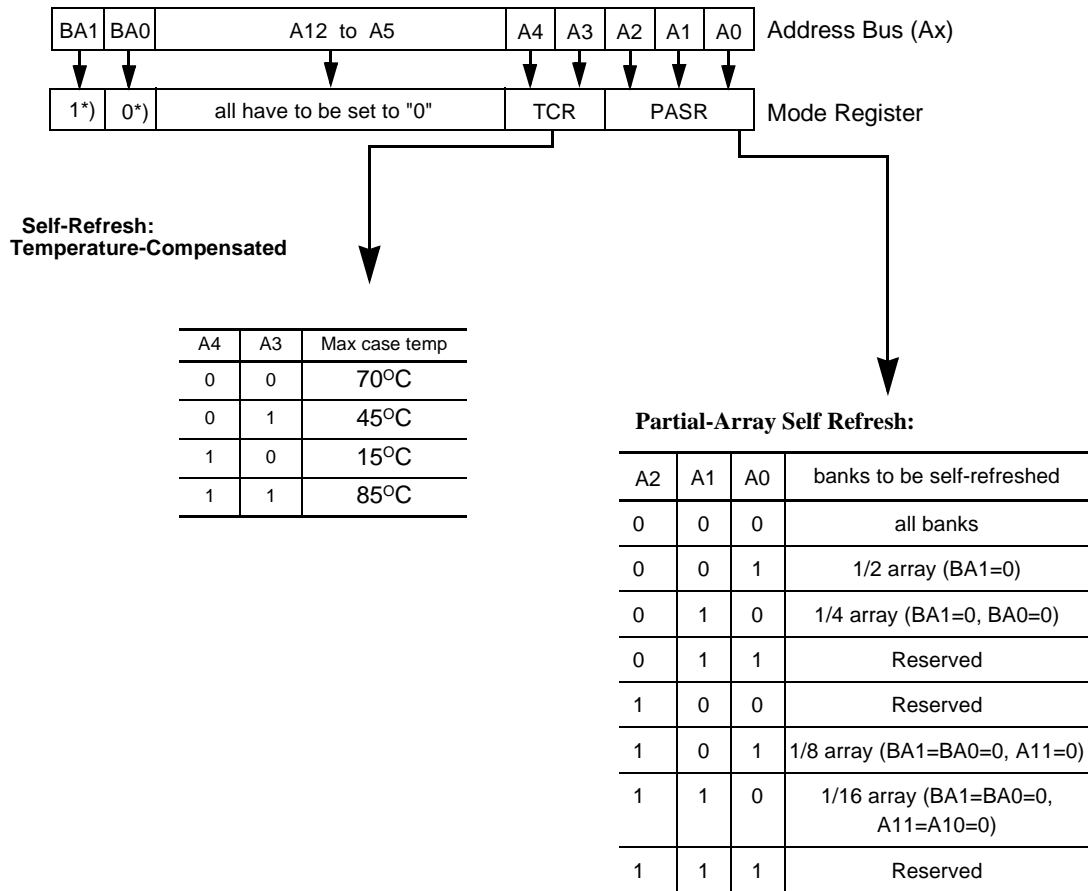 BA1 BA0 A12 to A5 A4 A3 A2 A1 A0 Address Bus (Ax)
1*) 0*) all have to be set to "0" TCR PASR Mode Register
Self-Refresh:
Temperature-Compensated
A4 A3 Max case temp
0 0 70ᴼC
0 1 45ᴼC
1 0 15ᴼC
1 1 85ᴼC
Partial-Array Self Refresh:
A2 A1 A0 banks to be self-refreshed
0 0 0 all banks
0 0 1 1/2 array (BA1=0)
0 1 0 1/4 array (BA1=0, BA0=0)
0 1 1 Reserved
1 0 0 Reserved
1 0 1 1/8 array (BA1=BA0=0, A11=0)
1 1 0 1/16 array (BA1=BA0=0,
A11=A10=0)
1 1 1 Reserved